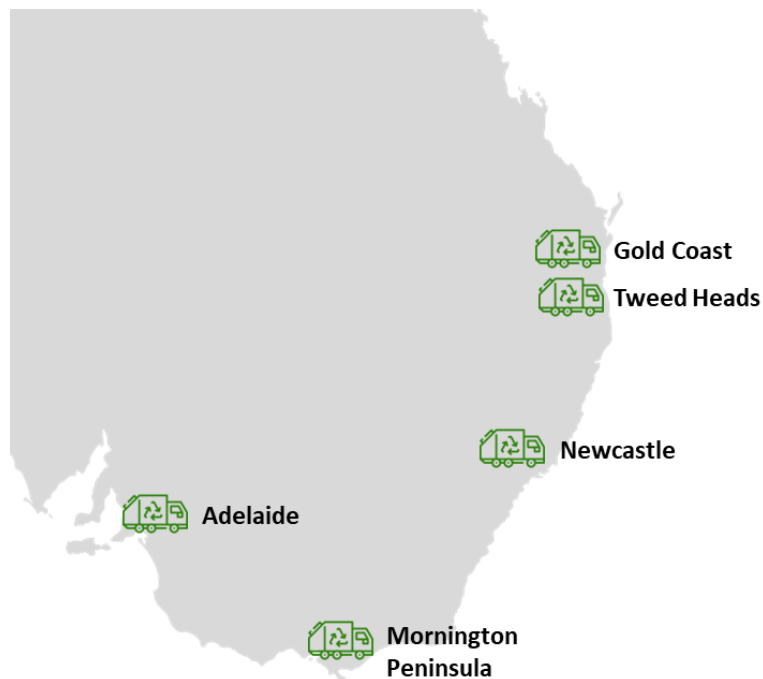 Gold Coast
Tweed Heads
Newcastle
Adelaide
Mornington
Peninsula